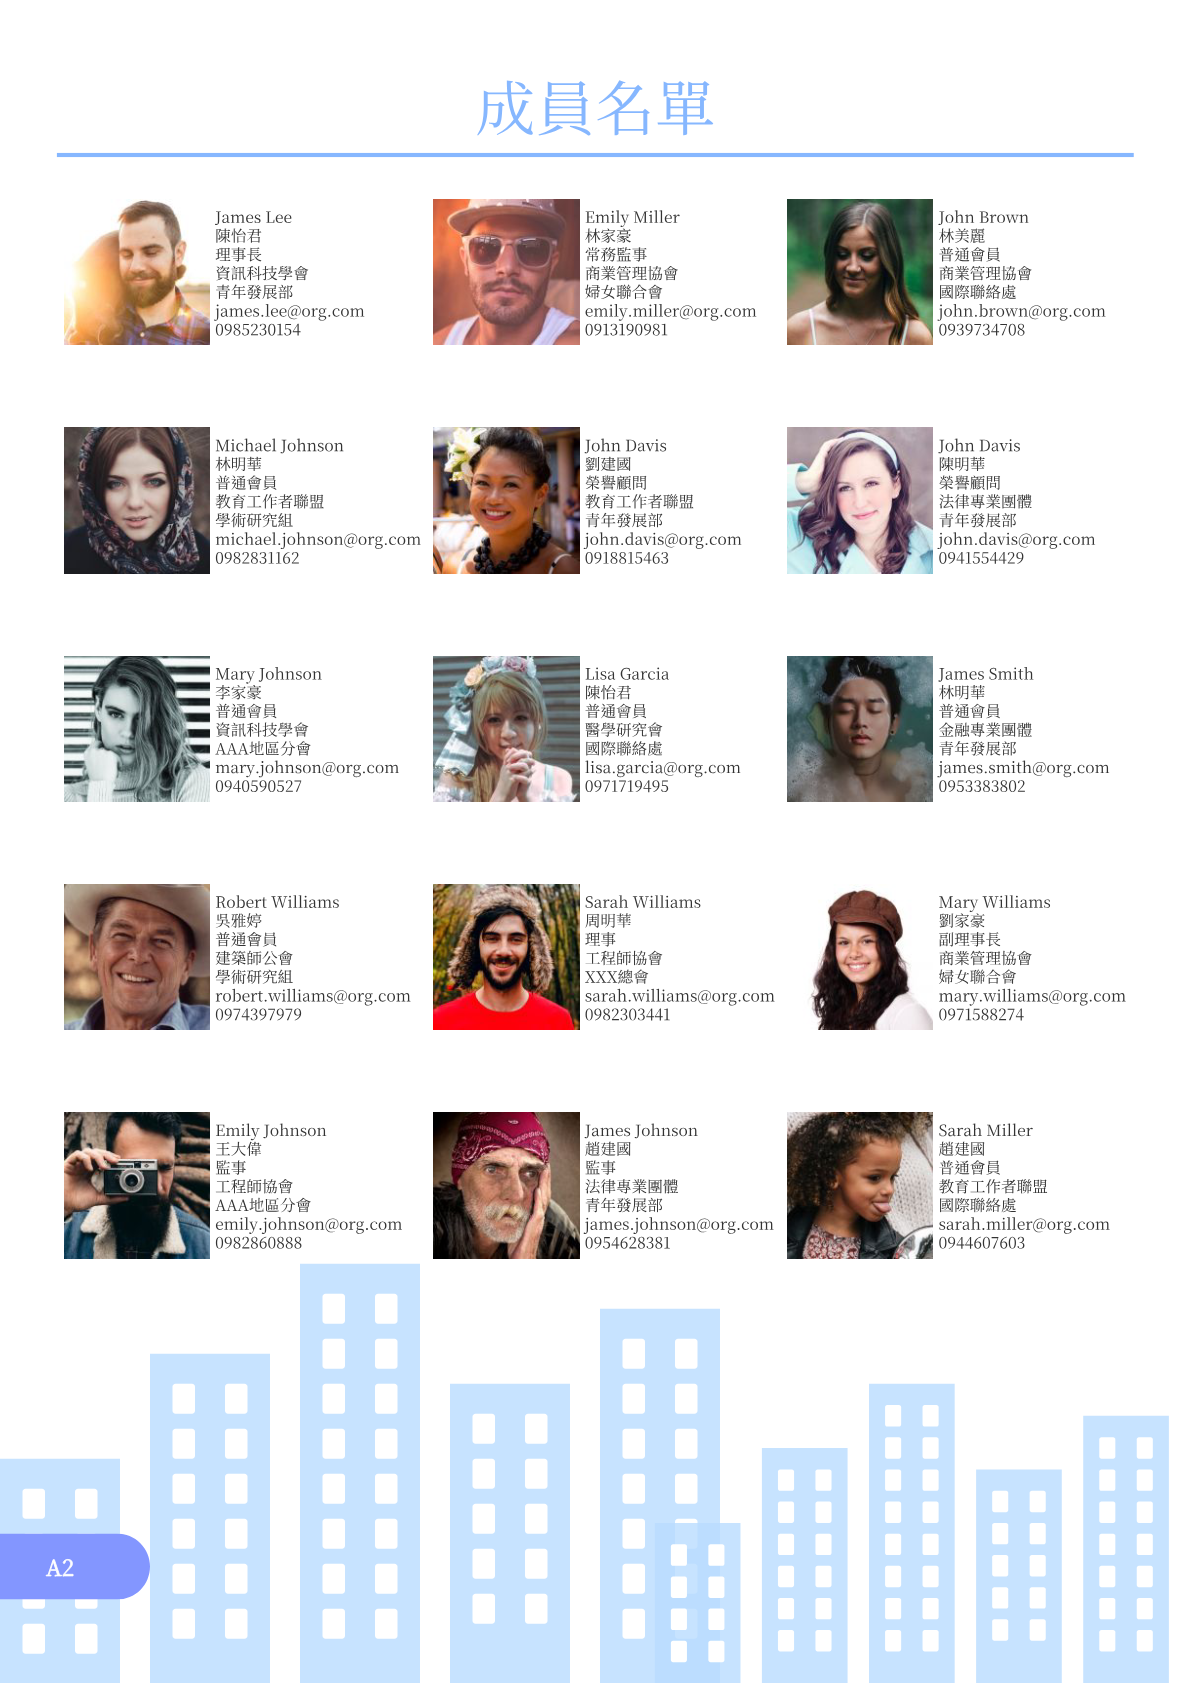 成員名單
James Lee
陳怡君
理事長
資訊科技學會
青年發展部
james.lee@org.com
0985230154
Emily Miller
林家豪
常務監事
商業管理協會
婦女聯合會
emily.miller@org.com
0913190981
John Brown
林美麗
普通會員
商業管理協會
國際聯絡處
john.brown@org.com
0939734708
Michael Johnson
林明華
普通會員
教育工作者聯盟
學術研究組
michael.johnson@org.com
0982831162
John Davis
劉建國
榮譽顧問
教育工作者聯盟
青年發展部
john.davis@org.com
0918815463
John Davis
陳明華
榮譽顧問
法律專業團體
青年發展部
john.davis@org.com
0941554429
Mary Johnson
李家豪
普通會員
資訊科技學會
AAA地區分會
mary.johnson@org.com
0940590527
Lisa Garcia
陳怡君
普通會員
醫學研究會
國際聯絡處
lisa.garcia@org.com
0971719495
James Smith
林明華
普通會員
金融專業團體
青年發展部
james.smith@org.com
0953383802
Robert Williams
吳雅婷
普通會員
建築師公會
學術研究組
robert.williams@org.com
0974397979
Sarah Williams
周明華
理事
工程師協會
XXX總會
sarah.williams@org.com
0982303441
Mary Williams
劉家豪
副理事長
商業管理協會
婦女聯合會
mary.williams@org.com
0971588274
Emily Johnson
王大偉
監事
工程師協會
AAA地區分會
emily.johnson@org.com
0982860888
James Johnson
趙建國
監事
法律專業團體
青年發展部
james.johnson@org.com
0954628381
Sarah Miller
趙建國
普通會員
教育工作者聯盟
國際聯絡處
sarah.miller@org.com
0944607603
A2